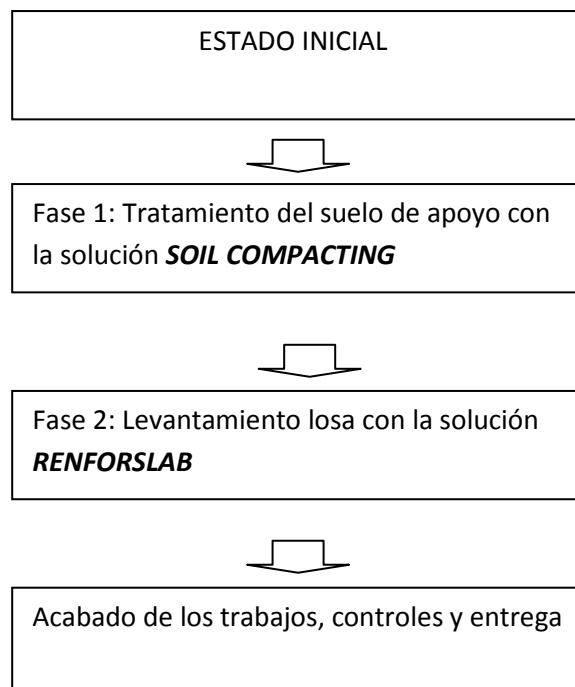 ESTADO INICIAL
Fase 1: Tratamiento del suelo de apoyo con
la solución SOIL COMPACTING
Fase 2: Levantamiento losa con la solución
RENFORSLAB
Acabado de los trabajos, controles y entrega